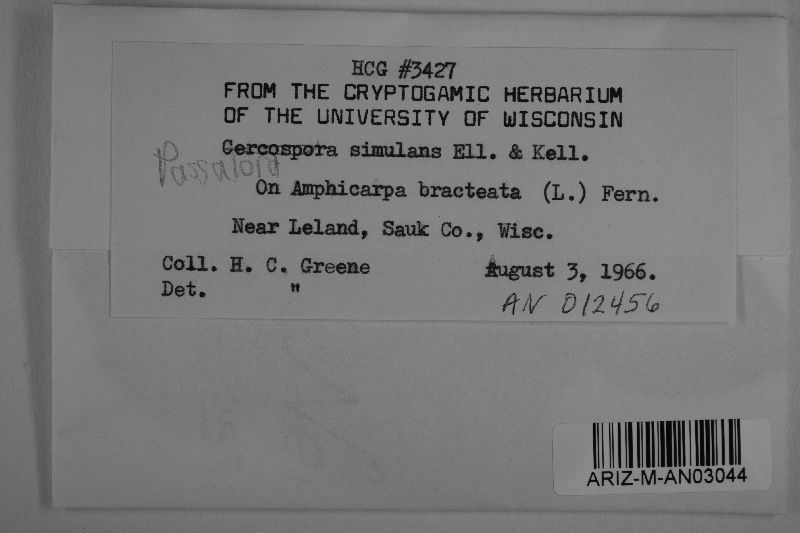 HCG #3427
FROM THE CRYPTOGAMIC HERBARIUM
OF THE UNIVERSITY OF WISCONSIN
Cercospora simulans Ell. & Kell.
Passalora
On Amphicarpa bracteata (L.) Fern.
Near Leland, Sauk Co., Wisc.
Coll. H. C. Greene August 3, 1966.
Det. "
AN 012456
ARIZ-M-AN03044